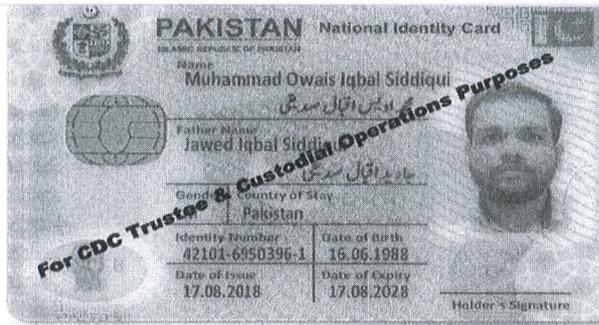 PAKISTAN National Identity Card
ISLAMIC REPUBLIC OF PAKISTAN
Name
Muhammad Owais Iqbal Siddiqui
محمد اویس اقبال صدیقی
Father Name
Jawed Iqbal
جاوید اقبال صدیقی
Country of Stay
Pakistan
Identity Number Date of Birth
42101-6950396-1 16.06.1988
Date of Issue Date of Expiry
17.08.2018 17.08.2028
Holder's Signature
For CDC Trustee & Custodial Operations Purposes